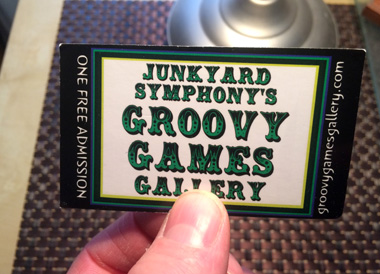 ONE FREE ADMISSION
JUNKYARD
SYMPHONY'S
GROOVY
GAMES
GALLERY
groovygamesgallery.com